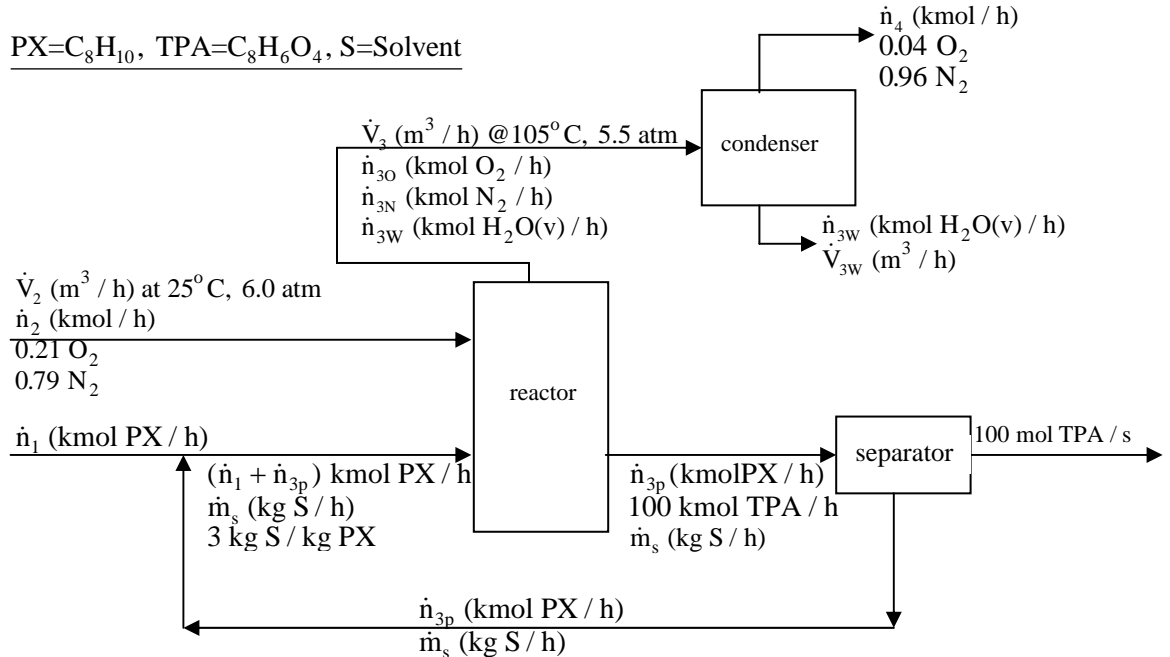 PX=C₈H₁₀, TPA=C₈H₆O₄, S=Solvent
ṅ₄ (kmol / h)
0.04 O₂
0.96 N₂
V̇₃ (m³ / h) @105°C, 5.5 atm
ṅ₃O (kmol O₂ / h)
ṅ₃N (kmol N₂ / h)
ṅ₃W (kmol H₂O(v) / h)
condenser
ṅ₃W (kmol H₂O(v) / h)
V̇₃W (m³ / h)
V̇₂ (m³ / h) at 25°C, 6.0 atm
ṅ₂ (kmol / h)
0.21 O₂
0.79 N₂
reactor
ṅ₁ (kmol PX / h)
(ṅ₁ + ṅ₃p) kmol PX / h
ṁₛ (kg S / h)
3 kg S / kg PX
ṅ₃p (kmolPX / h)
100 kmol TPA / h
ṁₛ (kg S / h)
separator
100 mol TPA / s
ṅ₃p (kmol PX / h)
ṁₛ (kg S / h)